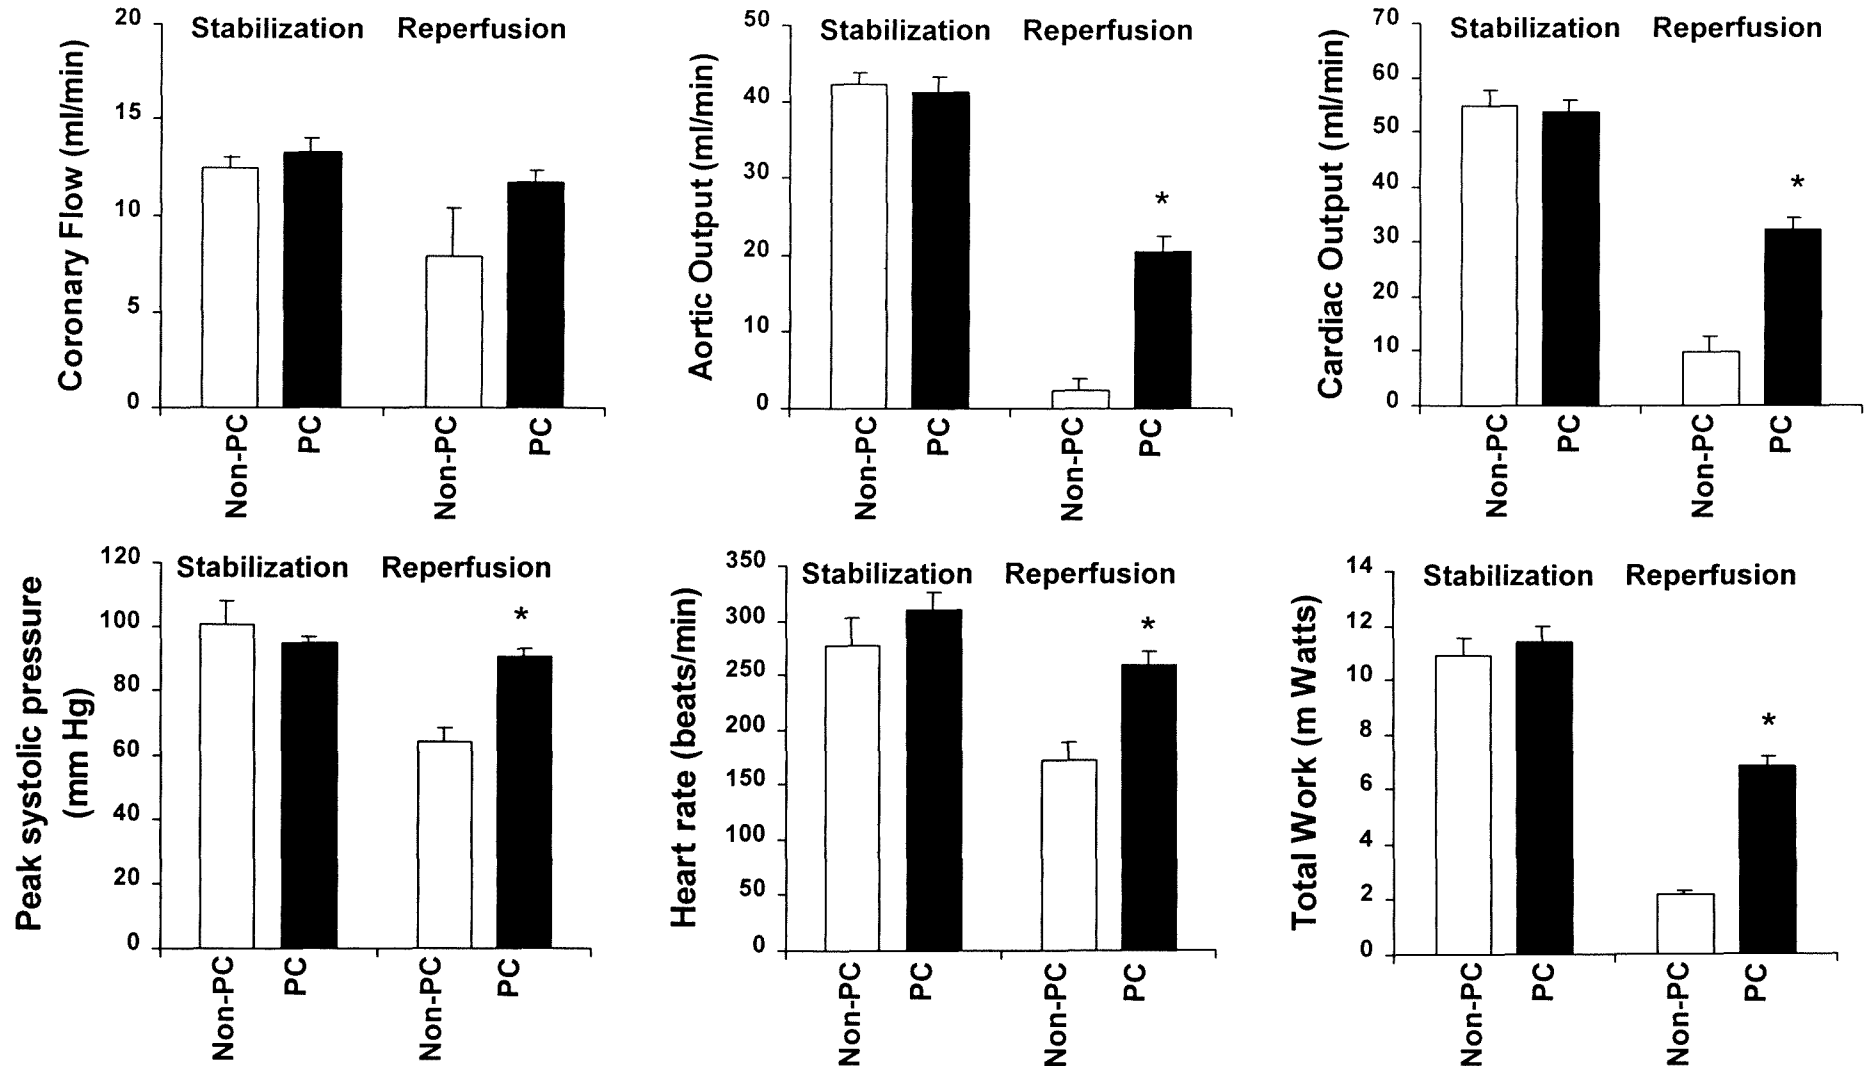 Coronary Flow (ml/min)
20
15
10
5
0
Stabilization Reperfusion
Non-PC
PC
Non-PC
PC
Aortic Output (ml/min)
50
40
30
20
10
0
Stabilization Reperfusion
*
Non-PC
PC
Non-PC
PC
Cardiac Output (ml/min)
70
60
50
40
30
20
10
0
Stabilization Reperfusion
*
Non-PC
PC
Non-PC
PC
Peak systolic pressure
(mm Hg)
120
100
80
60
40
20
0
Stabilization Reperfusion
*
Non-PC
PC
Non-PC
PC
Heart rate (beats/min)
350
300
250
200
150
100
50
0
Stabilization Reperfusion
*
Non-PC
PC
Non-PC
PC
Total Work (m Watts)
14
12
10
8
6
4
2
0
Stabilization Reperfusion
*
Non-PC
PC
Non-PC
PC